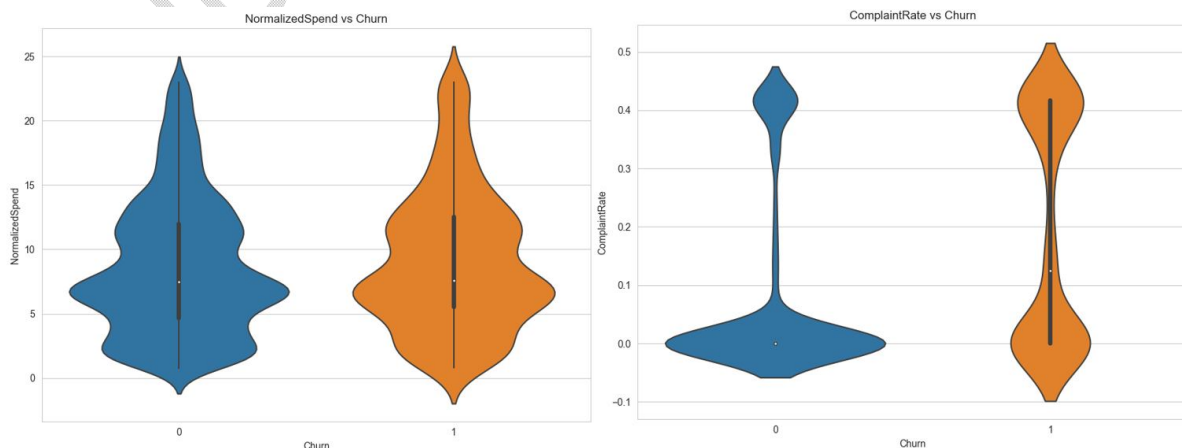 NormalizedSpend vs Churn
NormalizedSpend
25
20
15
10
5
0
0
1
Churn
ComplaintRate vs Churn
ComplaintRate
0.5
0.4
0.3
0.2
0.1
0.0
−0.1
0
1
Churn